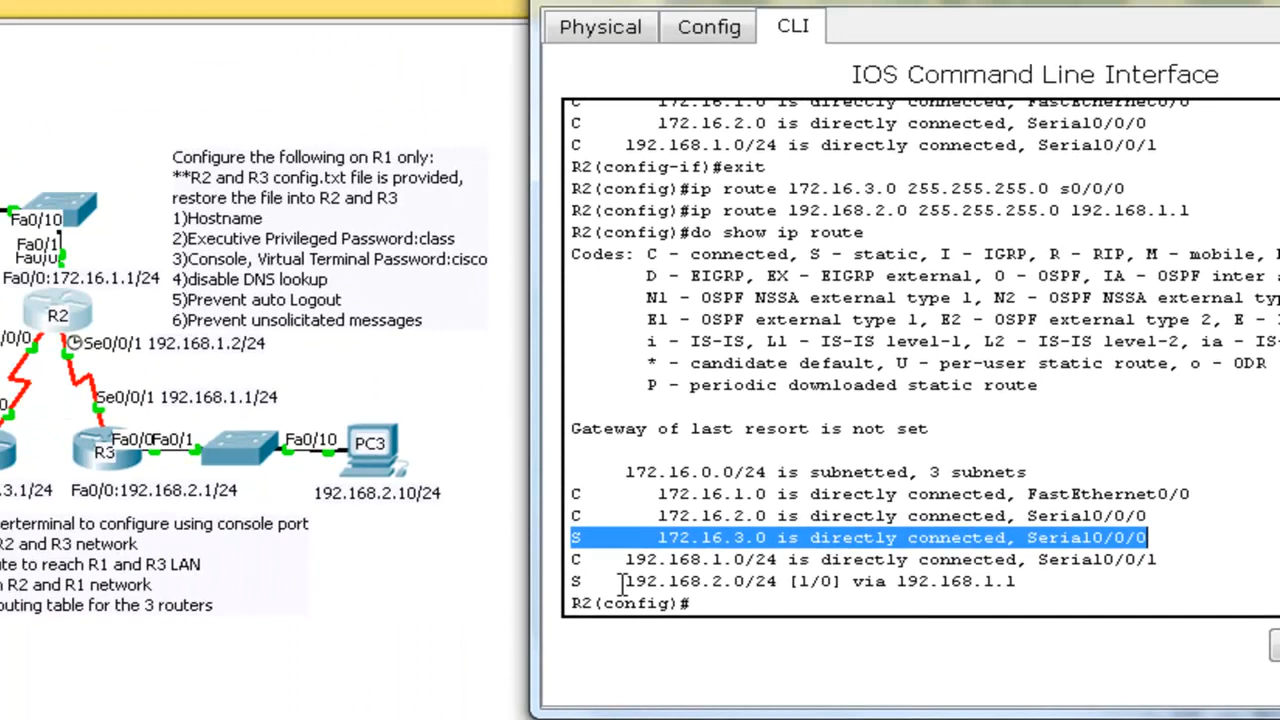 Physical
Config
CLI
IOS Command Line Interface
C 172.16.1.0 is directly connected, FastEthernet0/0
C 172.16.2.0 is directly connected, Serial0/0/0
C 192.168.1.0/24 is directly connected, Serial0/0/1
R2(config-if)#exit
R2(config)#ip route 172.16.3.0 255.255.255.0 s0/0/0
R2(config)#ip route 192.168.2.0 255.255.255.0 192.168.1.1
R2(config)#do show ip route
Codes: C - connected, S - static, I - IGRP, R - RIP, M - mobile,
D - EIGRP, EX - EIGRP external, O - OSPF, IA - OSPF inter
N1 - OSPF NSSA external type 1, N2 - OSPF NSSA external typ
E1 - OSPF external type 1, E2 - OSPF external type 2, E -
i - IS-IS, L1 - IS-IS level-1, L2 - IS-IS level-2, ia - IS-
* - candidate default, U - per-user static route, o - ODR
P - periodic downloaded static route
Gateway of last resort is not set
172.16.0.0/24 is subnetted, 3 subnets
C 172.16.1.0 is directly connected, FastEthernet0/0
C 172.16.2.0 is directly connected, Serial0/0/0
S 172.16.3.0 is directly connected, Serial0/0/0
C 192.168.1.0/24 is directly connected, Serial0/0/1
S 192.168.2.0/24 [1/0] via 192.168.1.1
R2(config)#
Configure the following on R1 only:
**R2 and R3 config.txt file is provided,
restore the file into R2 and R3
1)Hostname
2)Executive Privileged Password:class
3)Console, Virtual Terminal Password:cisco
4)disable DNS lookup
5)Prevent auto Logout
6)Prevent unsolicitated messages
Fa0/10
Fa0/1
Fa0/0:172.16.1.1/24
R2
/0/0
Se0/0/1 192.168.1.2/24
Se0/0/1 192.168.1.1/24
Fa0/0
Fa0/1
Fa0/10
PC3
R3
.3.1/24
Fa0/0:192.168.2.1/24
192.168.2.10/24
erterminal to configure using console port
R2 and R3 network
ute to reach R1 and R3 LAN
n R2 and R1 network
outing table for the 3 routers